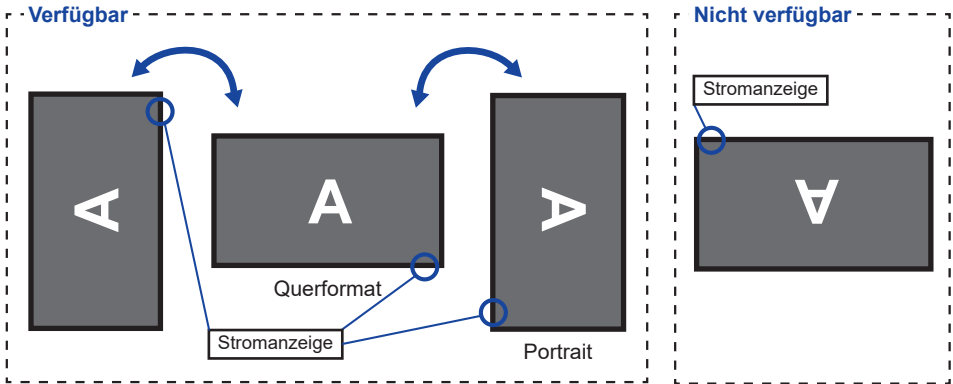 Verfügbar
A
A
A
Querformat
Stromanzeige
Portrait
Nicht verfügbar
Stromanzeige
A